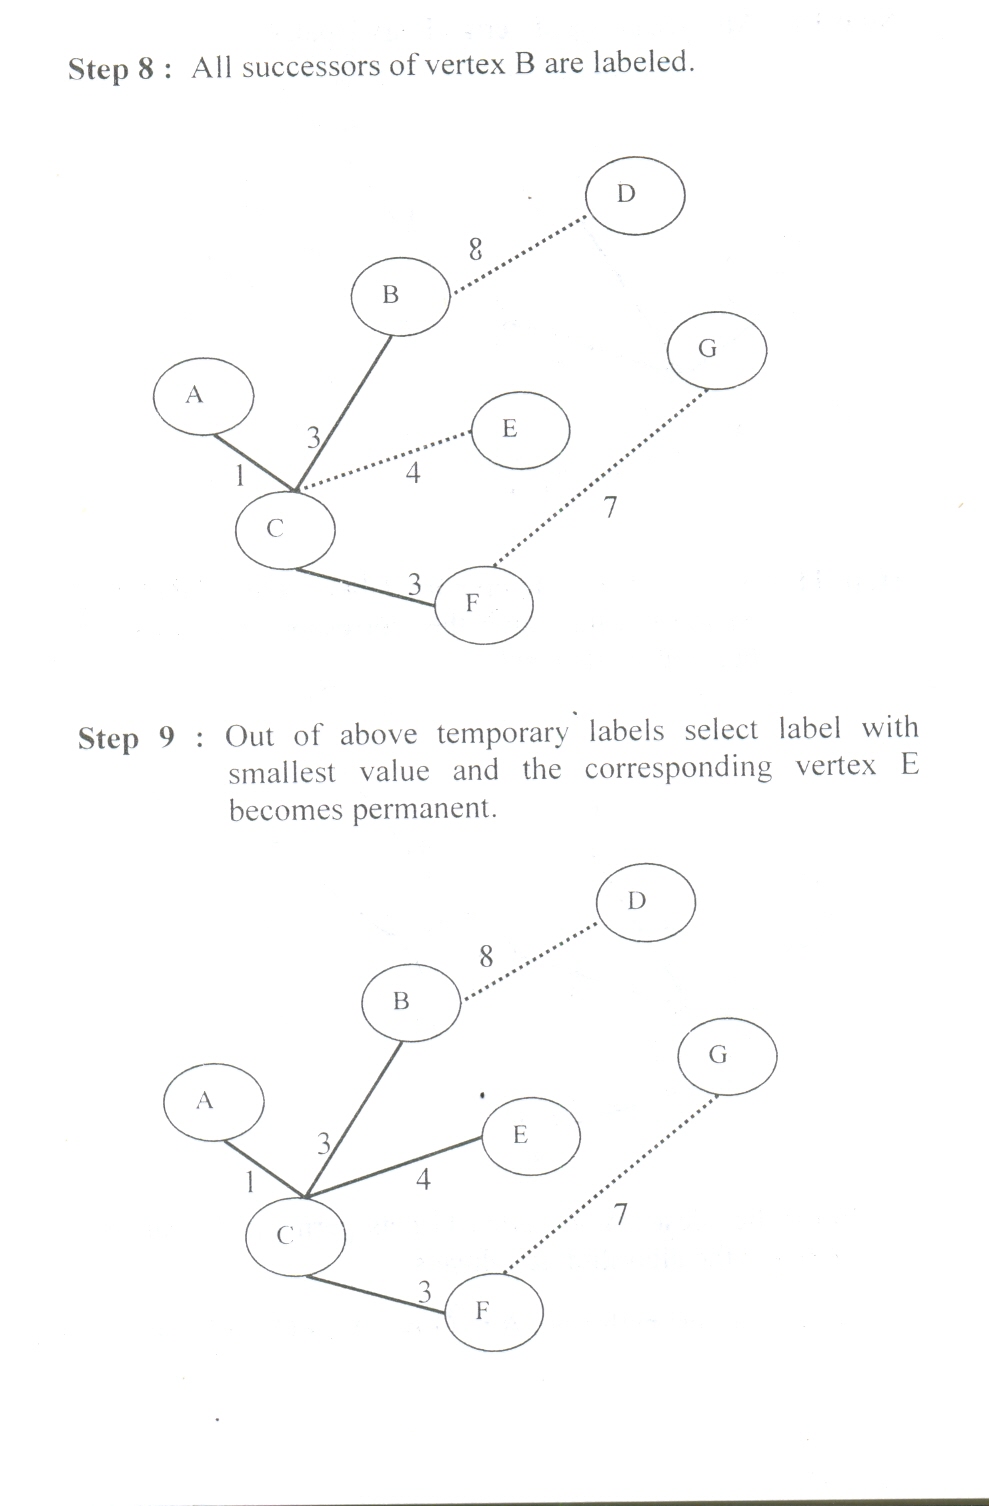 Step 8 : All successors of vertex B are labeled.
D
8
B
G
A
E
3
1
4
C
7
3
F
Step 9 : Out of above temporary labels select label with
smallest value and the corresponding vertex E
becomes permanent.
D
8
B
G
A
E
3
1
4
C
7
3
F